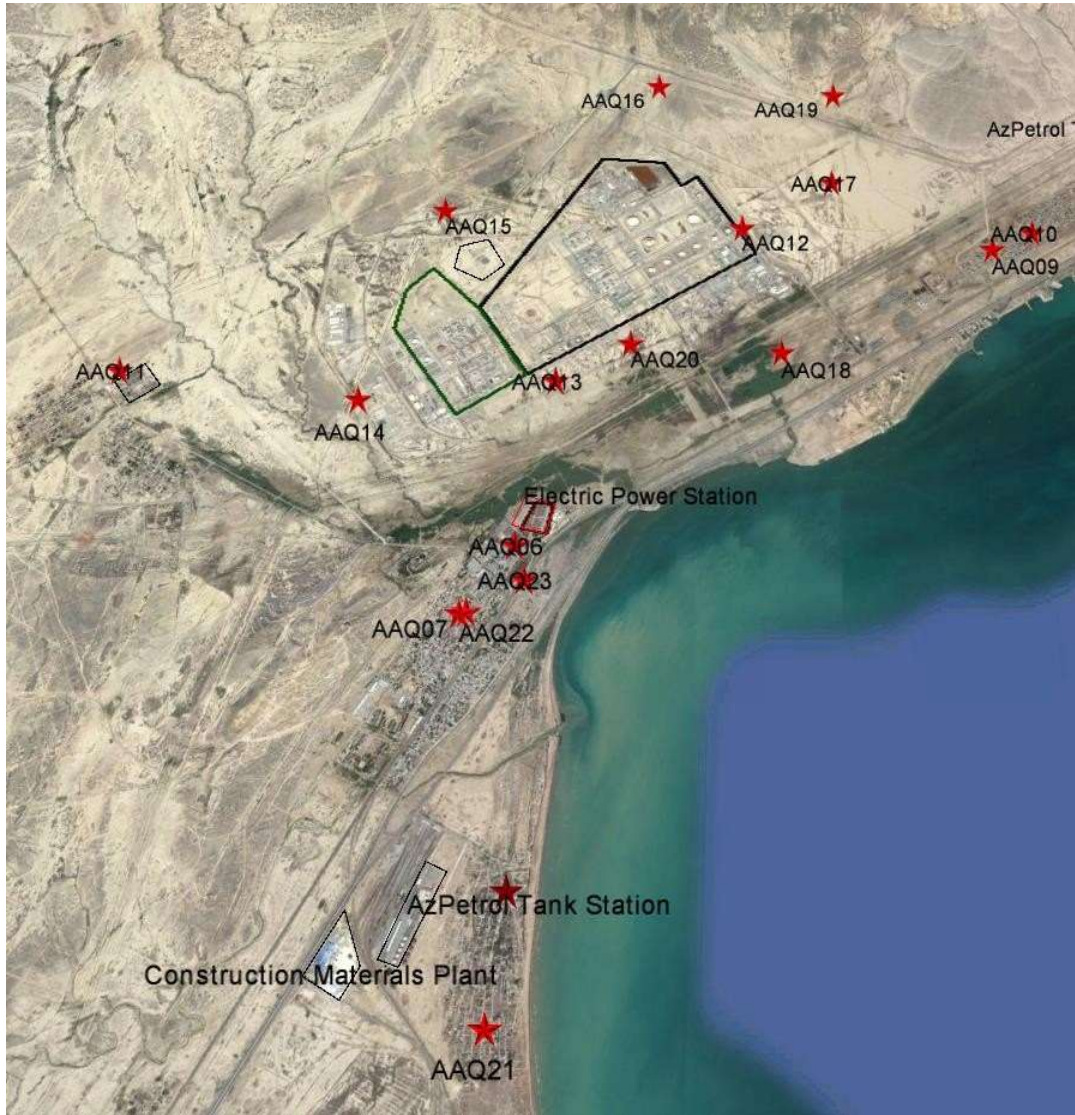 AAQ16
AAQ19
AzPetrol T
AAQ17
AAQ15
AAQ12
AAQ10
AAQ09
AAQ20
AAQ18
AAQ11
AAQ13
AAQ14
Electric Power Station
AAQ06
AAQ23
AAQ07
AAQ22
AzPetrol Tank Station
Construction Materials Plant
AAQ21